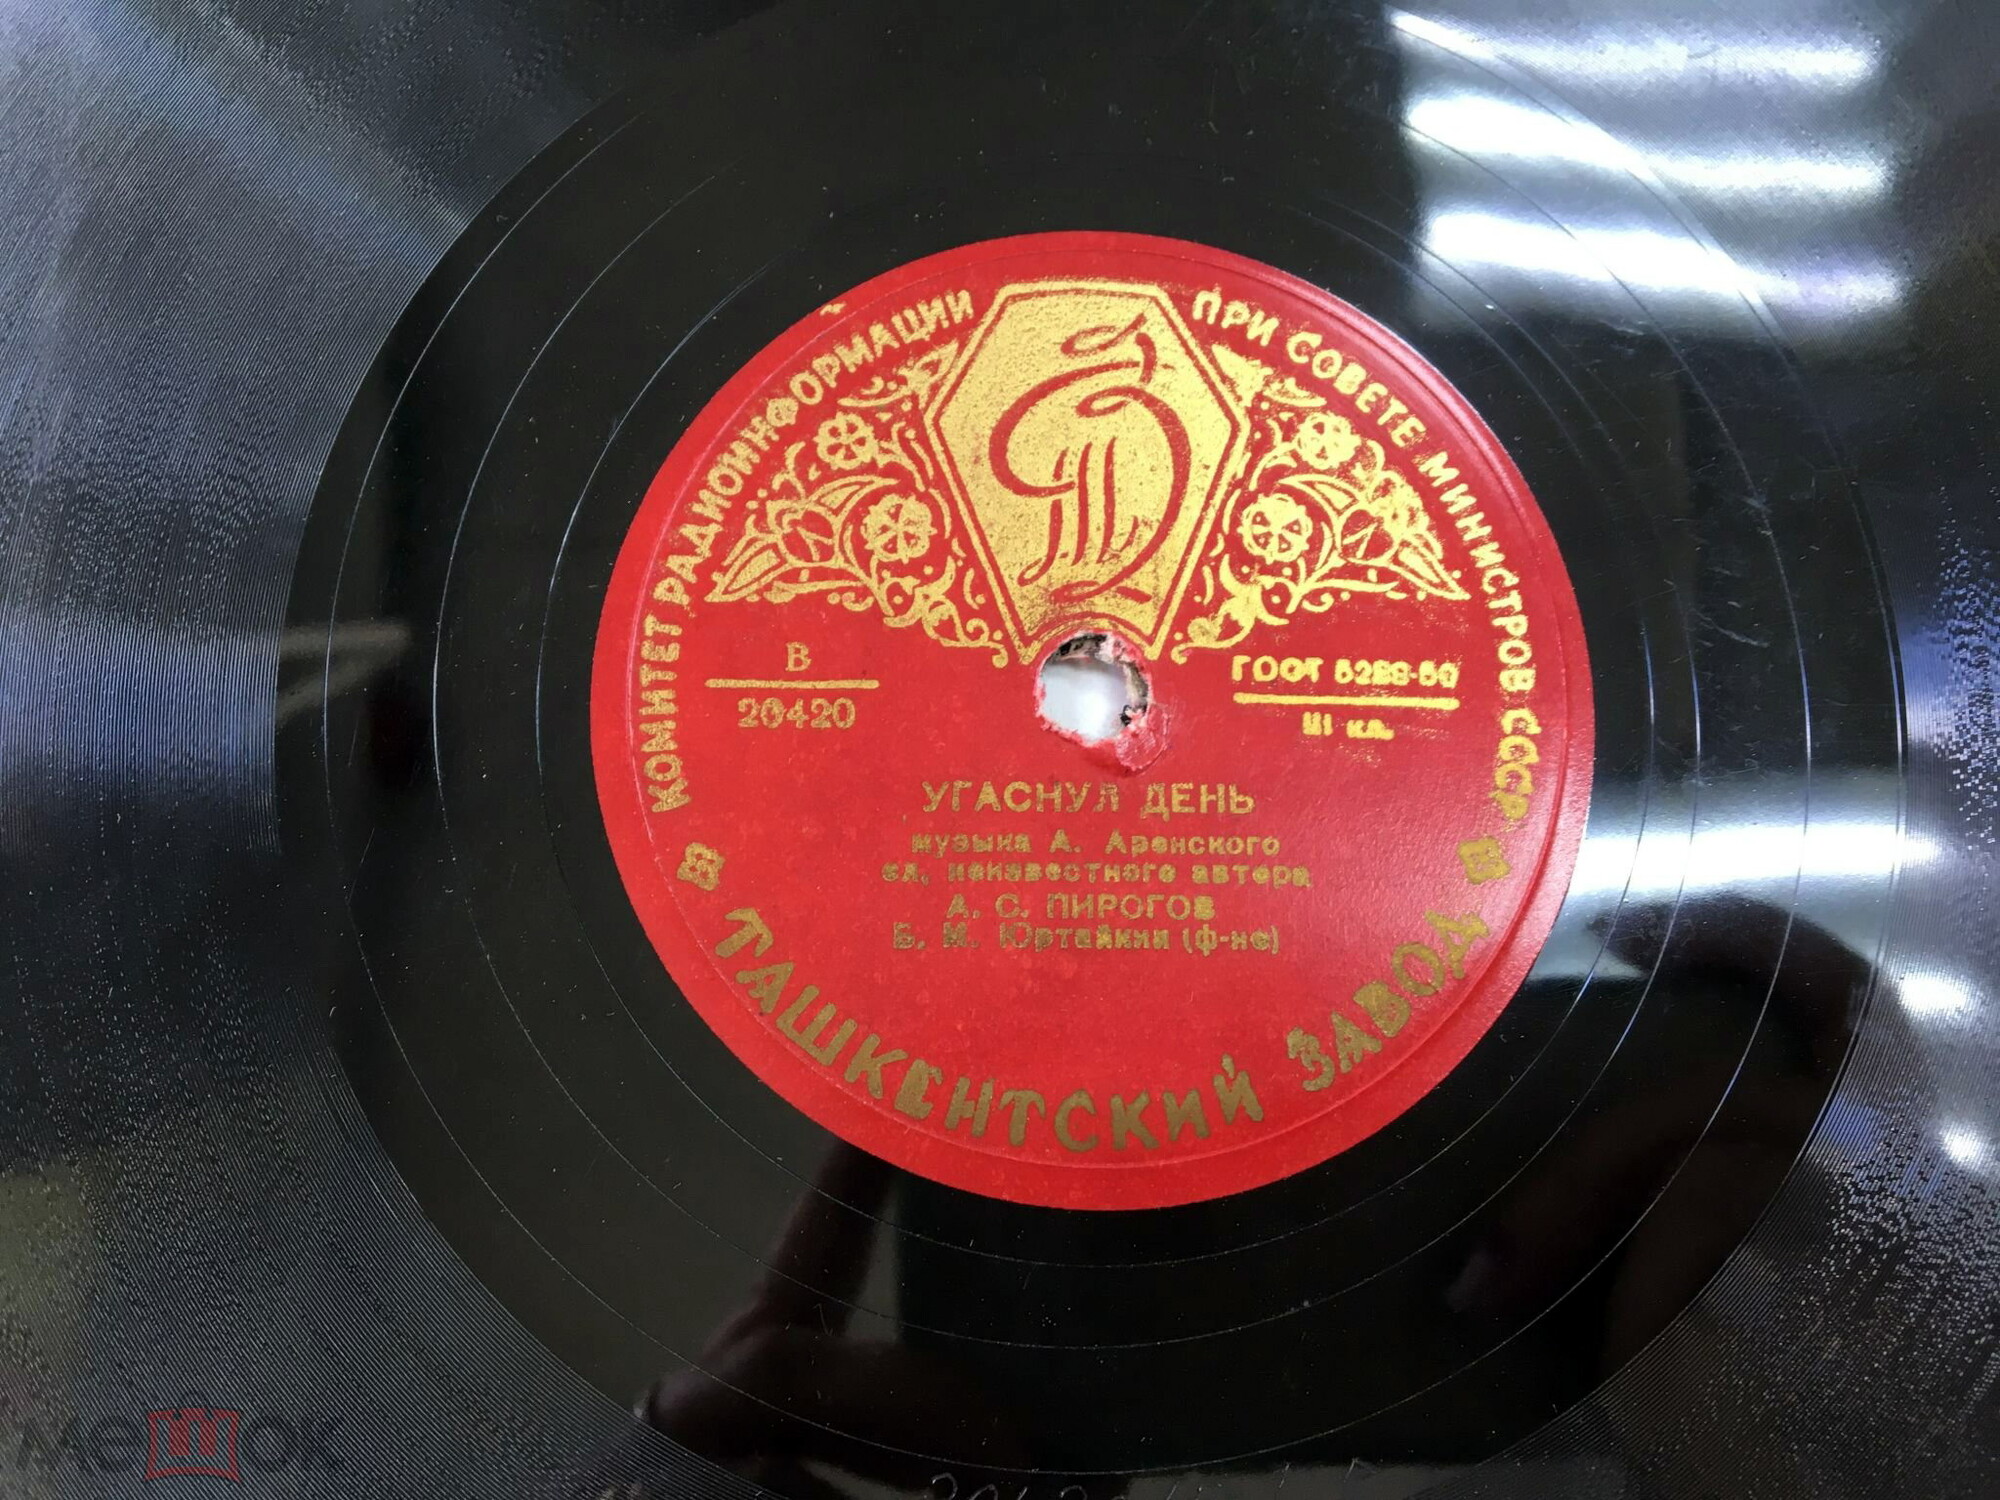 КОМИТЕТ РАДИОИНФОРМАЦИИ ПРИ СОВЕТЕ МИНИСТРОВ СССР
В
20420
ГОСТ 5289-50
III кл.
УГАСНУЛ ДЕНЬ
музыка А. Аренского
сл. неизвестного автора
А. С. ПИРОГОВ
Б. М. Юртайкин (ф-но)
ТАШКЕНТСКИЙ ЗАВОД
мешок